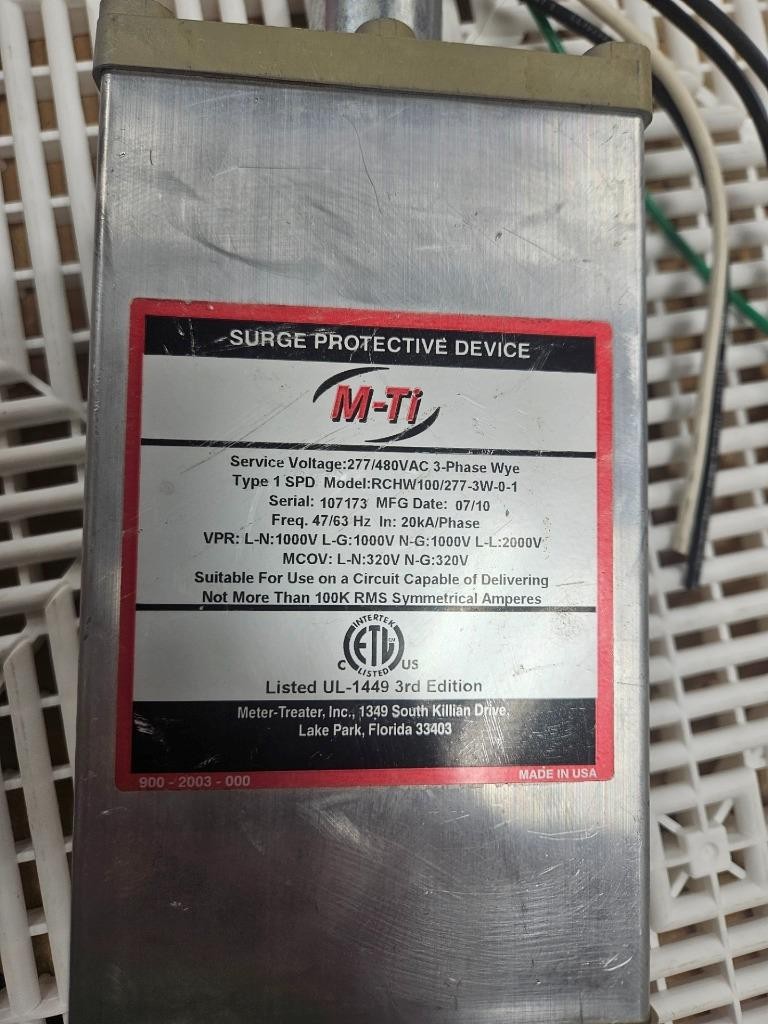 SURGE PROTECTIVE DEVICE
M-Ti
Service Voltage:277/480VAC 3-Phase Wye
Type 1 SPD Model:RCHW100/277-3W-0-1
Serial: 107173 MFG Date: 07/10
Freq. 47/63 Hz In: 20kA/Phase
VPR: L-N:1000V L-G:1000V N-G:1000V L-L:2000V
MCOV: L-N:320V N-G:320V
Suitable For Use on a Circuit Capable of Delivering
Not More Than 100K RMS Symmetrical Amperes
INTERTEK
ETL CM
LISTED
C US
Listed UL-1449 3rd Edition
Meter-Treater, Inc., 1349 South Killian Drive,
Lake Park, Florida 33403
900 - 2003 - 000
MADE IN USA